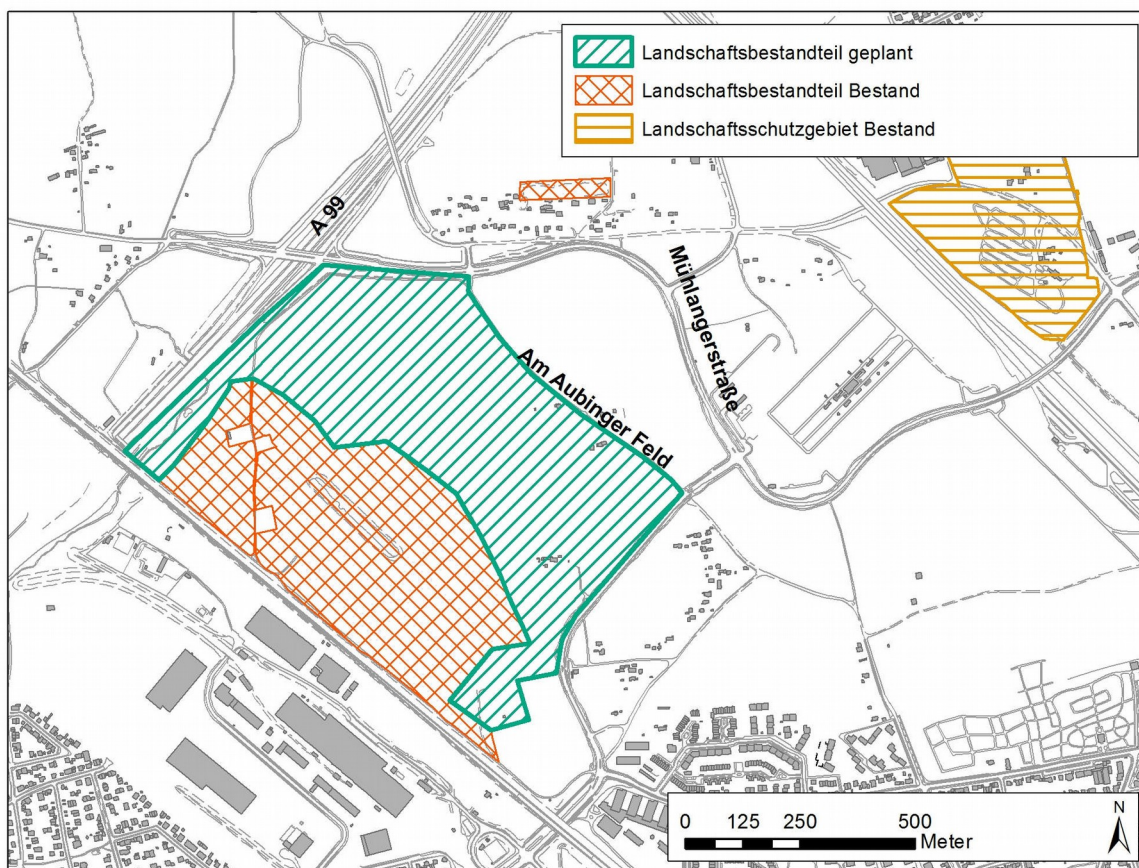 Landschaftsbestandteil geplant
Landschaftsbestandteil Bestand
Landschaftsschutzgebiet Bestand
A 99
Mühlangerstraße
Am Aubinger Feld
0 125 250 500
Meter
N